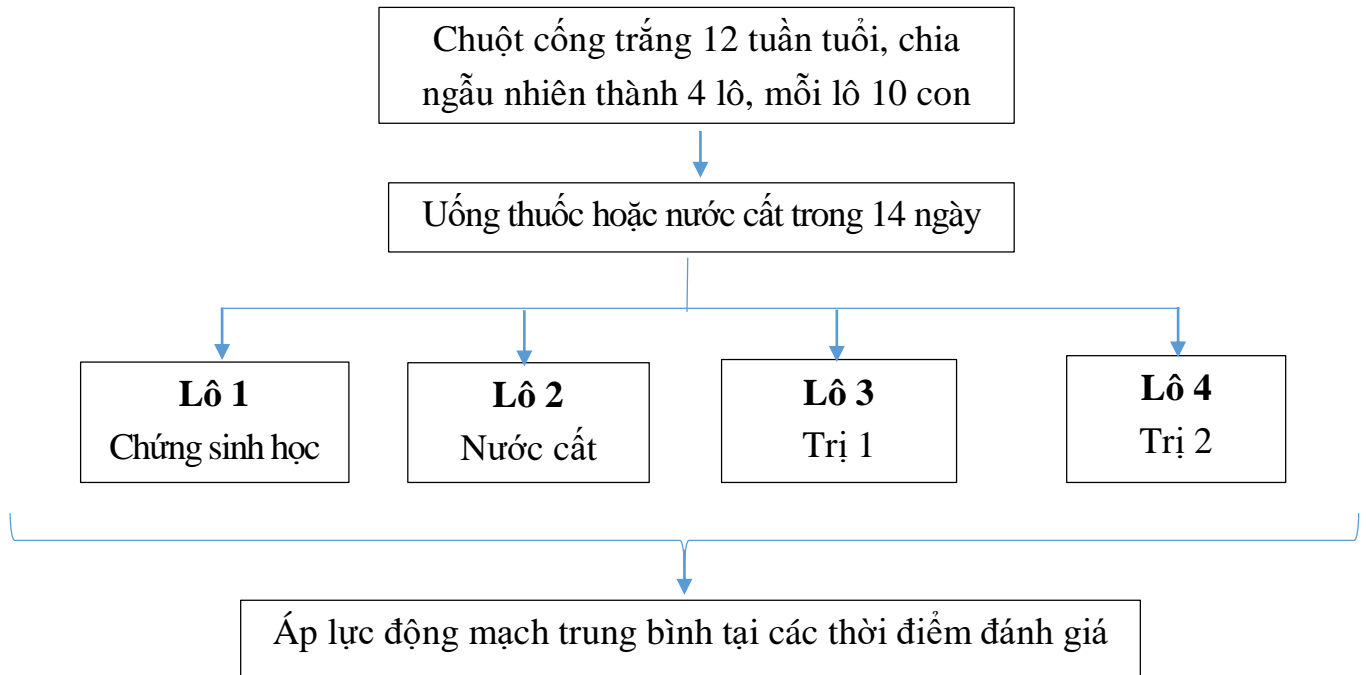 Chuột cống trắng 12 tuần tuổi, chia
ngẫu nhiên thành 4 lô, mỗi lô 10 con
Uống thuốc hoặc nước cất trong 14 ngày
Lô 1
Chứng sinh học
Lô 2
Nước cất
Lô 3
Trị 1
Lô 4
Trị 2
Áp lực động mạch trung bình tại các thời điểm đánh giá